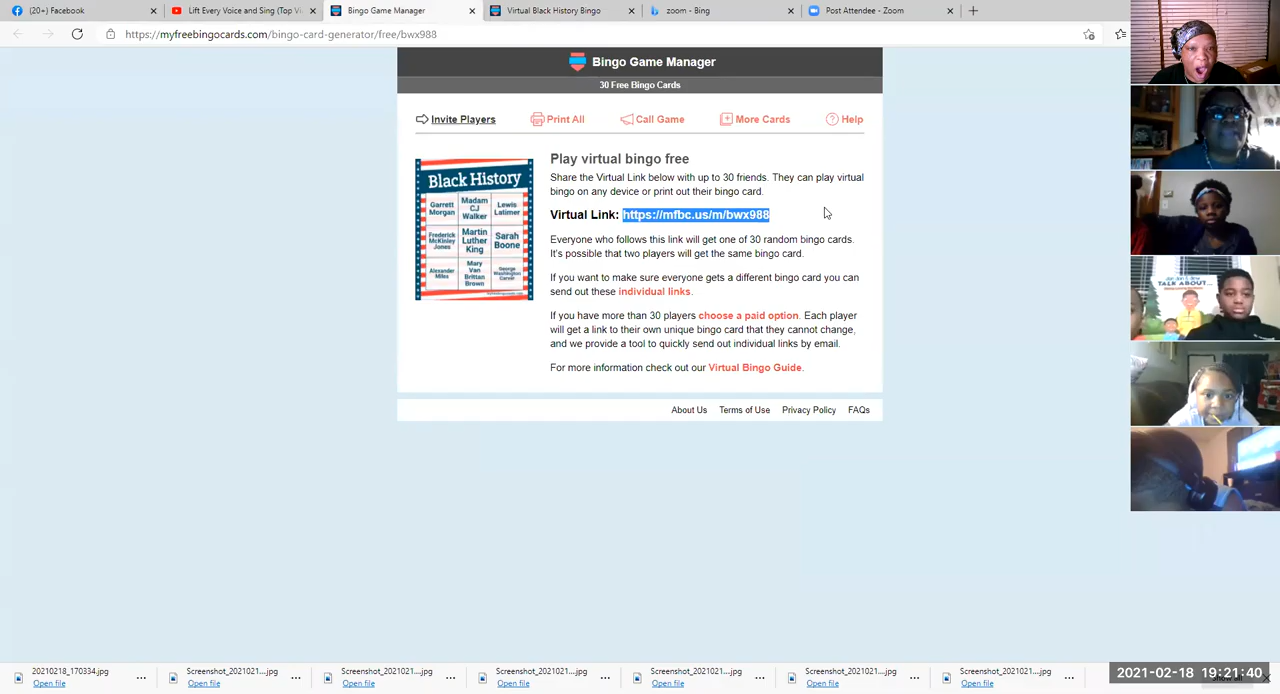 (20+) Facebook
Lift Every Voice and Sing (Top Vi
Bingo Game Manager
Virtual Black History Bingo
zoom - Bing
Post Attendee - Zoom
https://myfreebingocards.com/bingo-card-generator/free/bwx988
Bingo Game Manager
30 Free Bingo Cards
Invite Players
Print All
Call Game
More Cards
Help
Black History
Garrett Morgan
Madam CJ Walker
Lewis Latimer
Frederick McKinley Jones
Martin Luther King
Sarah Boone
Alexander Miles
Mary Van Brittan Brown
George Washington Carver
Play virtual bingo free
Share the Virtual Link below with up to 30 friends. They can play virtual
bingo on any device or print out their bingo card.
Virtual Link: https://mfbc.us/m/bwx988
Everyone who follows this link will get one of 30 random bingo cards.
It's possible that two players will get the same bingo card.
If you want to make sure everyone gets a different bingo card you can
send out these individual links.
If you have more than 30 players choose a paid option. Each player
will get a link to their own unique bingo card that they cannot change,
and we provide a tool to quickly send out individual links by email.
For more information check out our Virtual Bingo Guide.
About Us
Terms of Use
Privacy Policy
FAQs
TALK ABOUT...
20210218_170334.jpg
Open file
Screenshot_2021021....jpg
Open file
Screenshot_2021021....jpg
Open file
Screenshot_2021021....jpg
Open file
Screenshot_2021021....jpg
Open file
Screenshot_2021021....jpg
Open file
Screenshot_2021021....jpg
Open file
2021-02-18 19:21:40